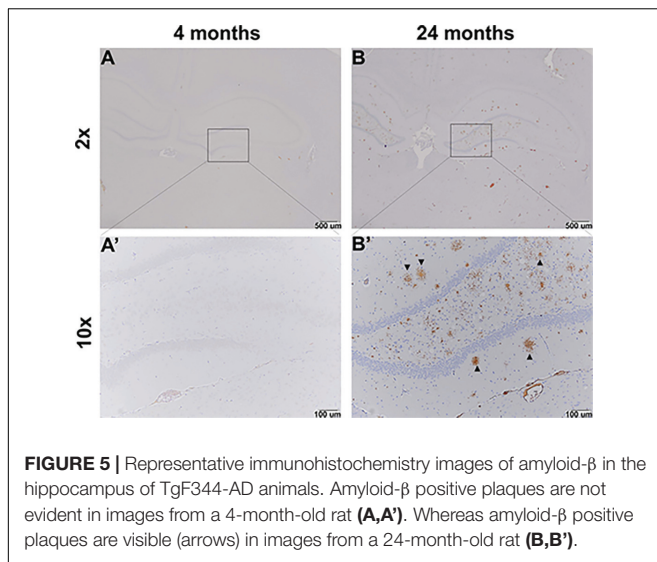 4 months
24 months
A
B
2x
500 um
500 um
A'
B'
10x
100 um
100 um
FIGURE 5 | Representative immunohistochemistry images of amyloid-β in the
hippocampus of TgF344-AD animals. Amyloid-β positive plaques are not
evident in images from a 4-month-old rat (A,A'). Whereas amyloid-β positive
plaques are visible (arrows) in images from a 24-month-old rat (B,B').